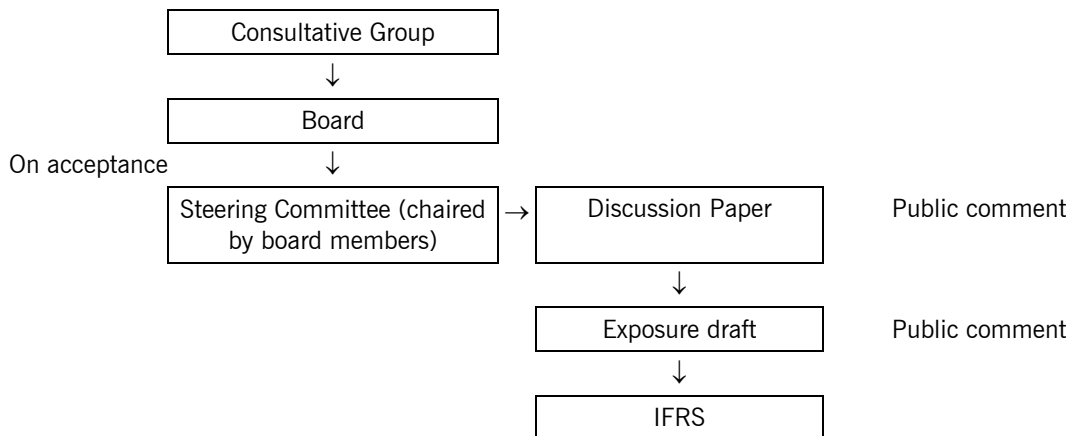 Consultative Group
↓
Board
On acceptance
↓
Steering Committee (chaired
by board members)
→
Discussion Paper
Public comment
↓
Exposure draft
Public comment
↓
IFRS